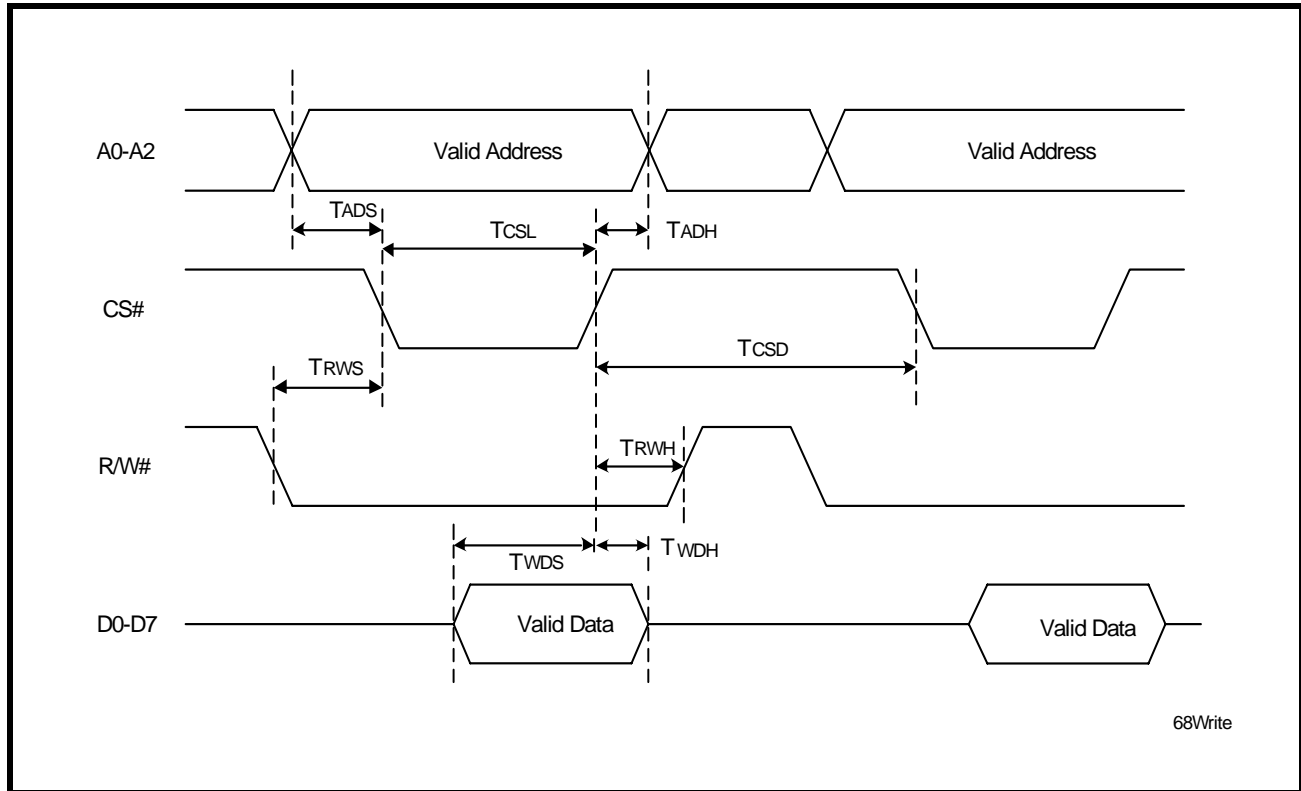 A0-A2
Valid Address
Valid Address
TADS
TCSL
TADH
CS#
TCSD
TRWS
TRWH
R/W#
TWDS
TWDH
D0-D7
Valid Data
Valid Data
68Write